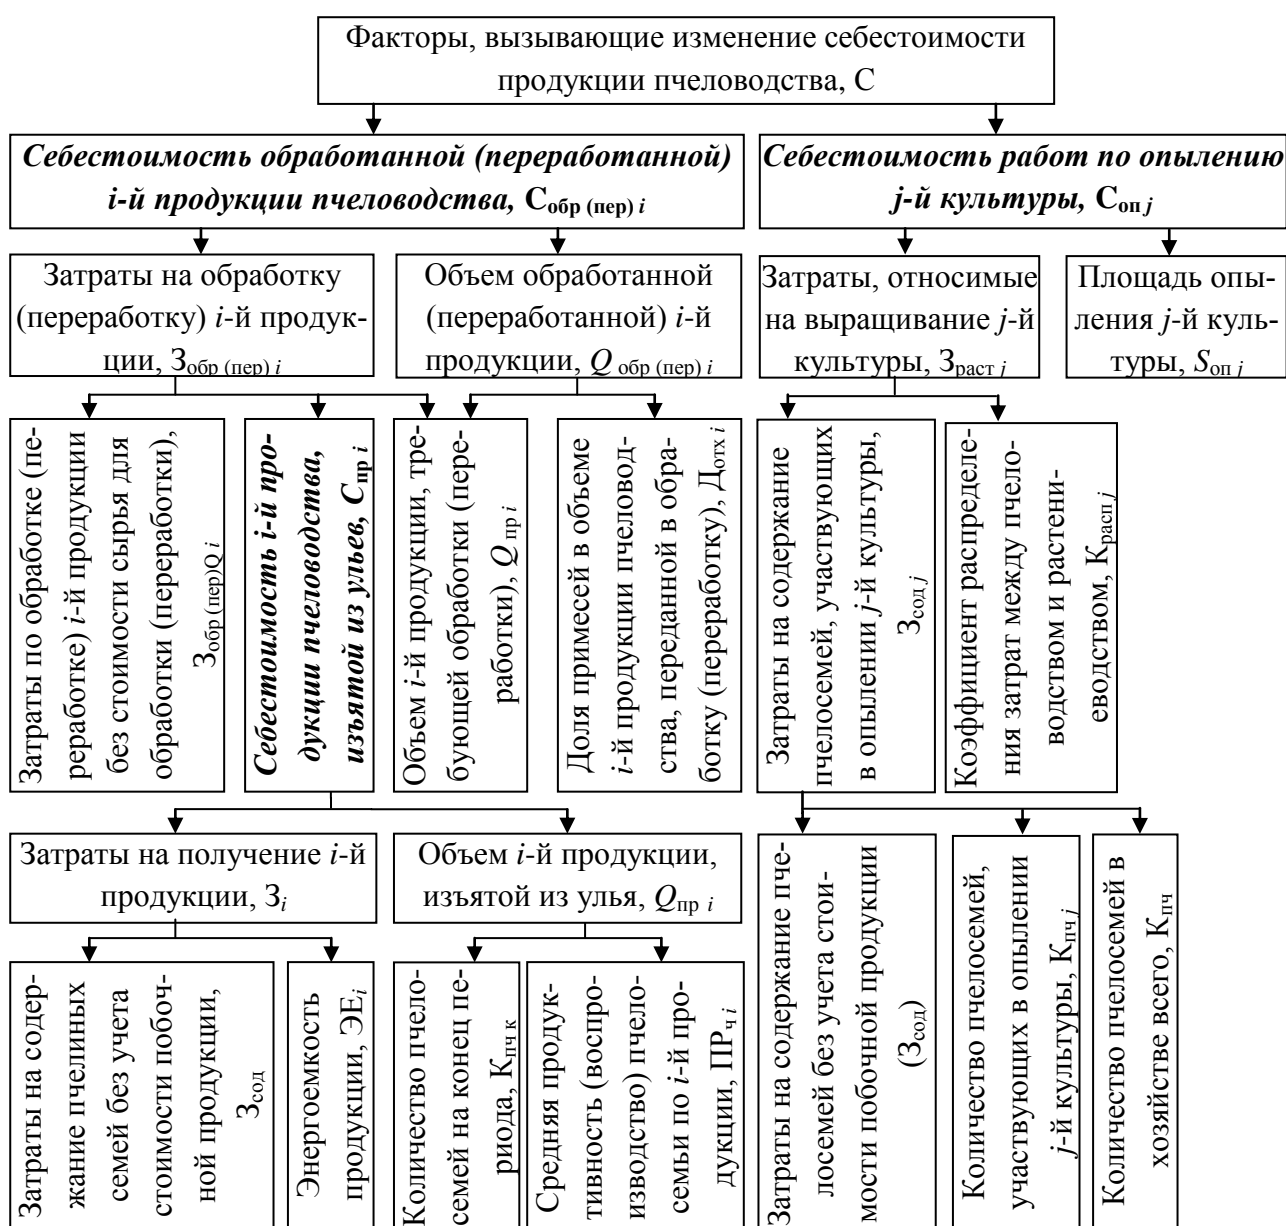 Факторы, вызывающие изменение себестоимости
продукции пчеловодства, С
Себестоимость обработанной (переработанной)
i-й продукции пчеловодства, Собр (пер) i
Себестоимость работ по опылению
j-й культуры, Соп j
Затраты на обработку
(переработку) i-й продук-
ции, Зобр (пер) i
Объем обработанной
(переработанной) i-й
продукции, Q обр (пер) i
Затраты, относимые
на выращивание j-й
культуры, Зраст j
Площадь опы-
ления j-й куль-
туры, Sоп j
Затраты по обработке (пе-
реработке) i-й продукции
без стоимости сырья для
обработки (переработки),
Зобр (пер)Q i
Себестоимость i-й про-
дукции пчеловодства,
изъятой из ульев, Спр i
Объем i-й продукции, тре-
бующей обработки (пере-
работки), Qпр i
Доля примесей в объеме
i-й продукции пчеловод-
ства, переданной в обра-
ботку (переработку), Дотх i
Затраты на содержание
пчелосемей, участвующих
в опылении j-й культуры,
Зсод j
Коэффициент распределе-
ния затрат между пчело-
водством и растени-
еводством, Красп j
Затраты на получение i-й
продукции, Зi
Объем i-й продукции,
изъятой из улья, Qпр i
Затраты на содер-
жание пчелиных
семей без учета
стоимости побоч-
ной продукции,
Зсод
Энергоемкость
продукции, ЭЕi
Количество пчело-
семей на конец пе-
риода, Кпч к
Средняя продук-
тивность (воспро-
изводство) пчело-
семьи по i-й про-
дукции, ПРч i
Затраты на содержание пче-
лосемей без учета стои-
мости побочной продукции
(Зсод)
Количество пчелосемей,
участвующих в опылении
j-й культуры, Кпч j
Количество пчелосемей в
хозяйстве всего, Кпч